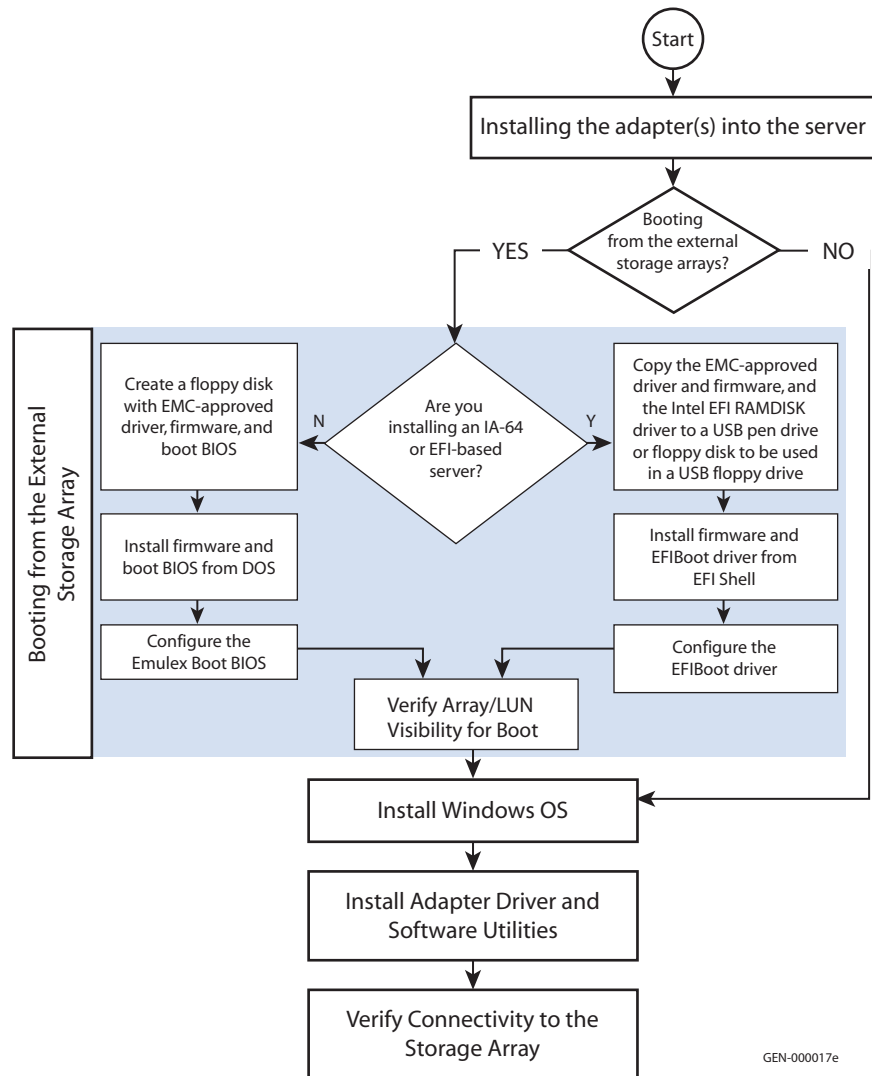 Start
Installing the adapter(s) into the server
Booting
from the external
storage arrays?
YES
NO
Booting from the External
Storage Array
Create a floppy disk
with EMC-approved
driver, firmware, and
boot BIOS
N
Are you
installing an IA-64
or EFI-based
server?
Y
Copy the EMC-approved
driver and firmware, and
the Intel EFI RAMDISK
driver to a USB pen drive
or floppy disk to be used
in a USB floppy drive
Install firmware and
boot BIOS from DOS
Install firmware and
EFIBoot driver from
EFI Shell
Configure the
Emulex Boot BIOS
Configure the
EFIBoot driver
Verify Array/LUN
Visibility for Boot
Install Windows OS
Install Adapter Driver and
Software Utilities
Verify Connectivity to the
Storage Array
GEN-000017e